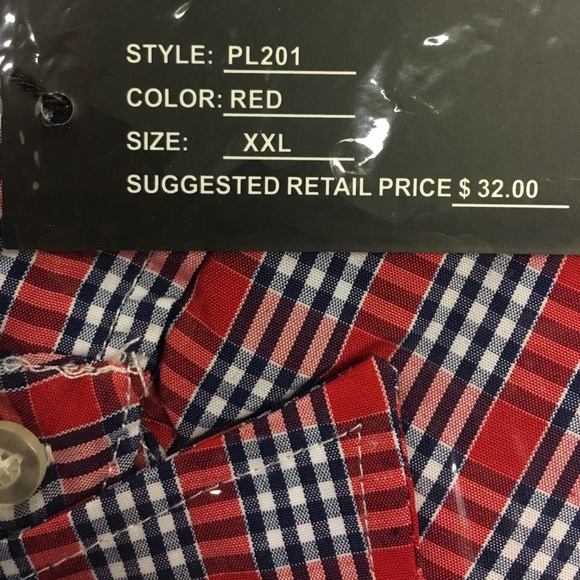 STYLE: PL201
COLOR: RED
SIZE: XXL
SUGGESTED RETAIL PRICE $ 32.00